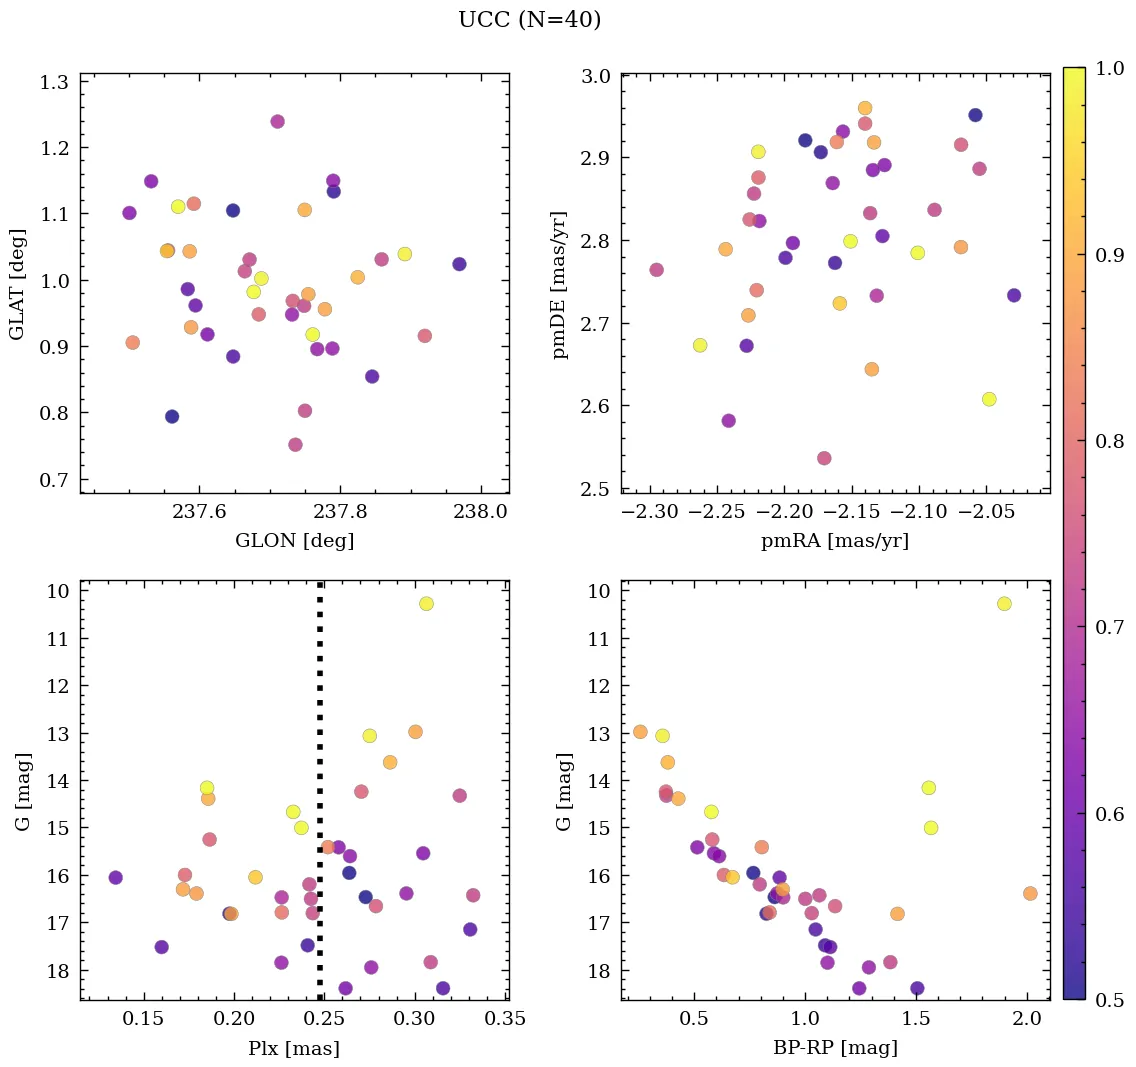 UCC (N=40)
1.3
1.2
1.1
1.0
0.9
0.8
0.7
GLAT [deg]
237.6 237.8 238.0
GLON [deg]
3.0
2.9
2.8
2.7
2.6
2.5
pmDE [mas/yr]
−2.30 −2.25 −2.20 −2.15 −2.10 −2.05
pmRA [mas/yr]
10
11
12
13
14
15
16
17
18
G [mag]
0.15 0.20 0.25 0.30 0.35
Plx [mas]
10
11
12
13
14
15
16
17
18
G [mag]
0.5 1.0 1.5 2.0
BP-RP [mag]
1.0
0.9
0.8
0.7
0.6
0.5